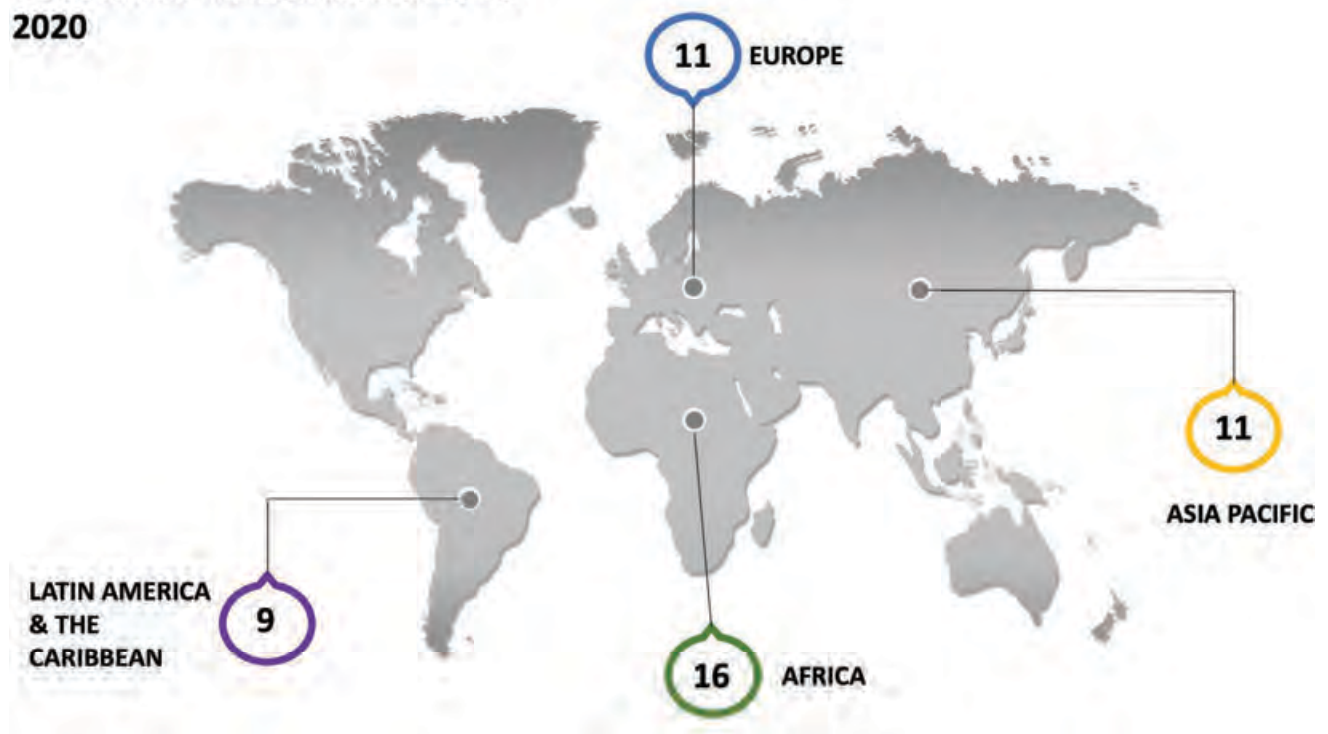 2020
11 EUROPE
11
ASIA PACIFIC
LATIN AMERICA
& THE
CARIBBEAN
9
16 AFRICA